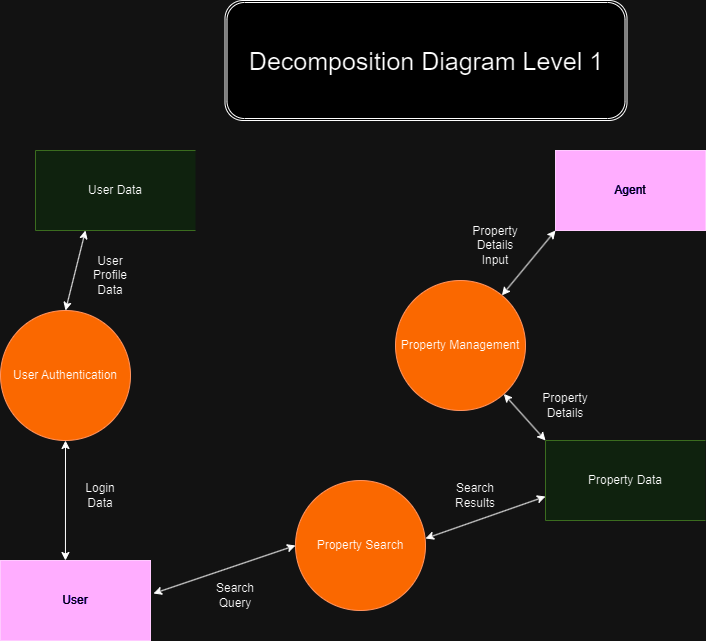 Decomposition Diagram Level 1
User Data
Agent
Property
Details
Input
User
Profile
Data
Property Management
User Authentication
Property
Details
Property Data
Search
Results
Login
Data
Property Search
Search
Query
User